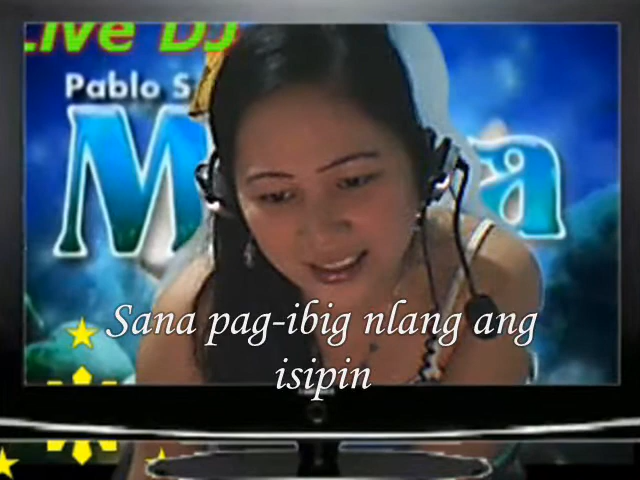 Live DJ
Pablo S
M a
Sana pag-ibig nlang ang
isipin